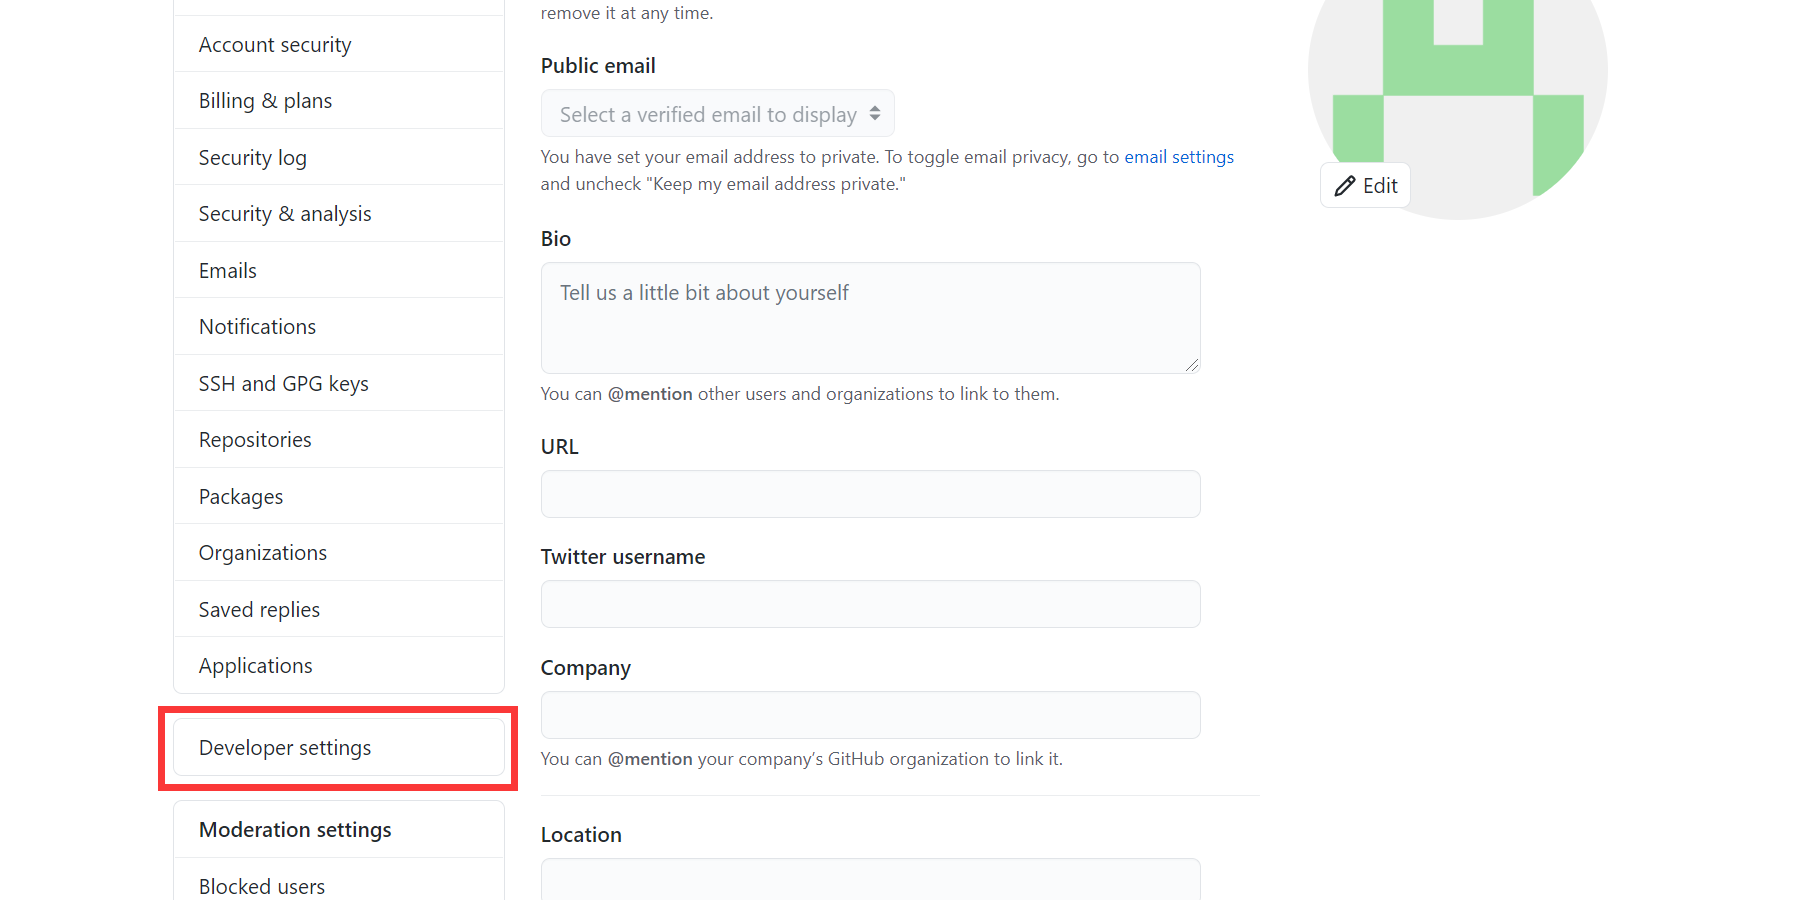 Account security
Billing & plans
Security log
Security & analysis
Emails
Notifications
SSH and GPG keys
Repositories
Packages
Organizations
Saved replies
Applications
Developer settings
Moderation settings
Blocked users
remove it at any time.
Public email
Select a verified email to display
You have set your email address to private. To toggle email privacy, go to email settings
and uncheck "Keep my email address private."
Bio
Tell us a little bit about yourself
You can @mention other users and organizations to link to them.
URL
Twitter username
Company
You can @mention your company’s GitHub organization to link it.
Location
Edit